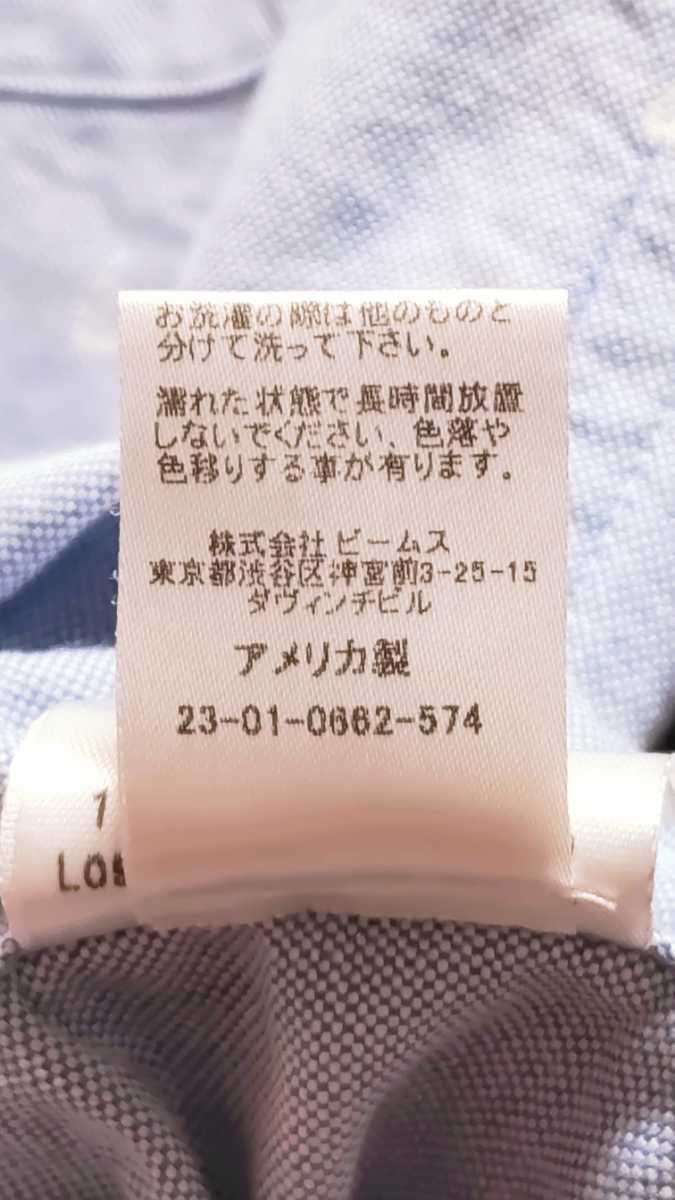 お洗濯の際は他のものと
分けて洗って下さい。
濡れた状態で長時間放置
しないでください、色落や
色移りする事が有ります。
株式会社 ビームス
東京都渋谷区神宮前3-25-15
ダヴィンチビル
アメリカ製
23-01-0662-574
1